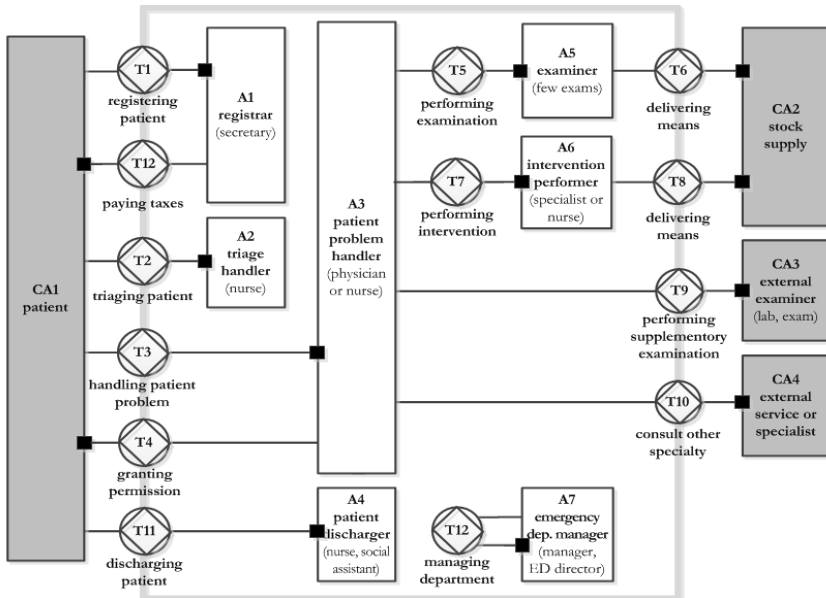 CA1
patient
T1
registering
patient
T12
paying taxes
T2
triaging patient
T3
handling patient
problem
T4
granting
permission
T11
discharging
patient
A1
registrar
(secretary)
A2
triage
handler
(nurse)
A3
patient
problem
handler
(physician
or nurse)
A4
patient
discharger
(nurse, social
assistant)
T5
performing
examination
T7
performing
intervention
T12
managing
department
A5
examiner
(few exams)
A6
intervention
performer
(specialist or
nurse)
A7
emergency
dep. manager
(manager,
ED director)
T6
delivering
means
T8
delivering
means
T9
performing
supplementary
examination
T10
consult other
specialty
CA2
stock
supply
CA3
external
examiner
(lab, exam)
CA4
external
service or
specialist